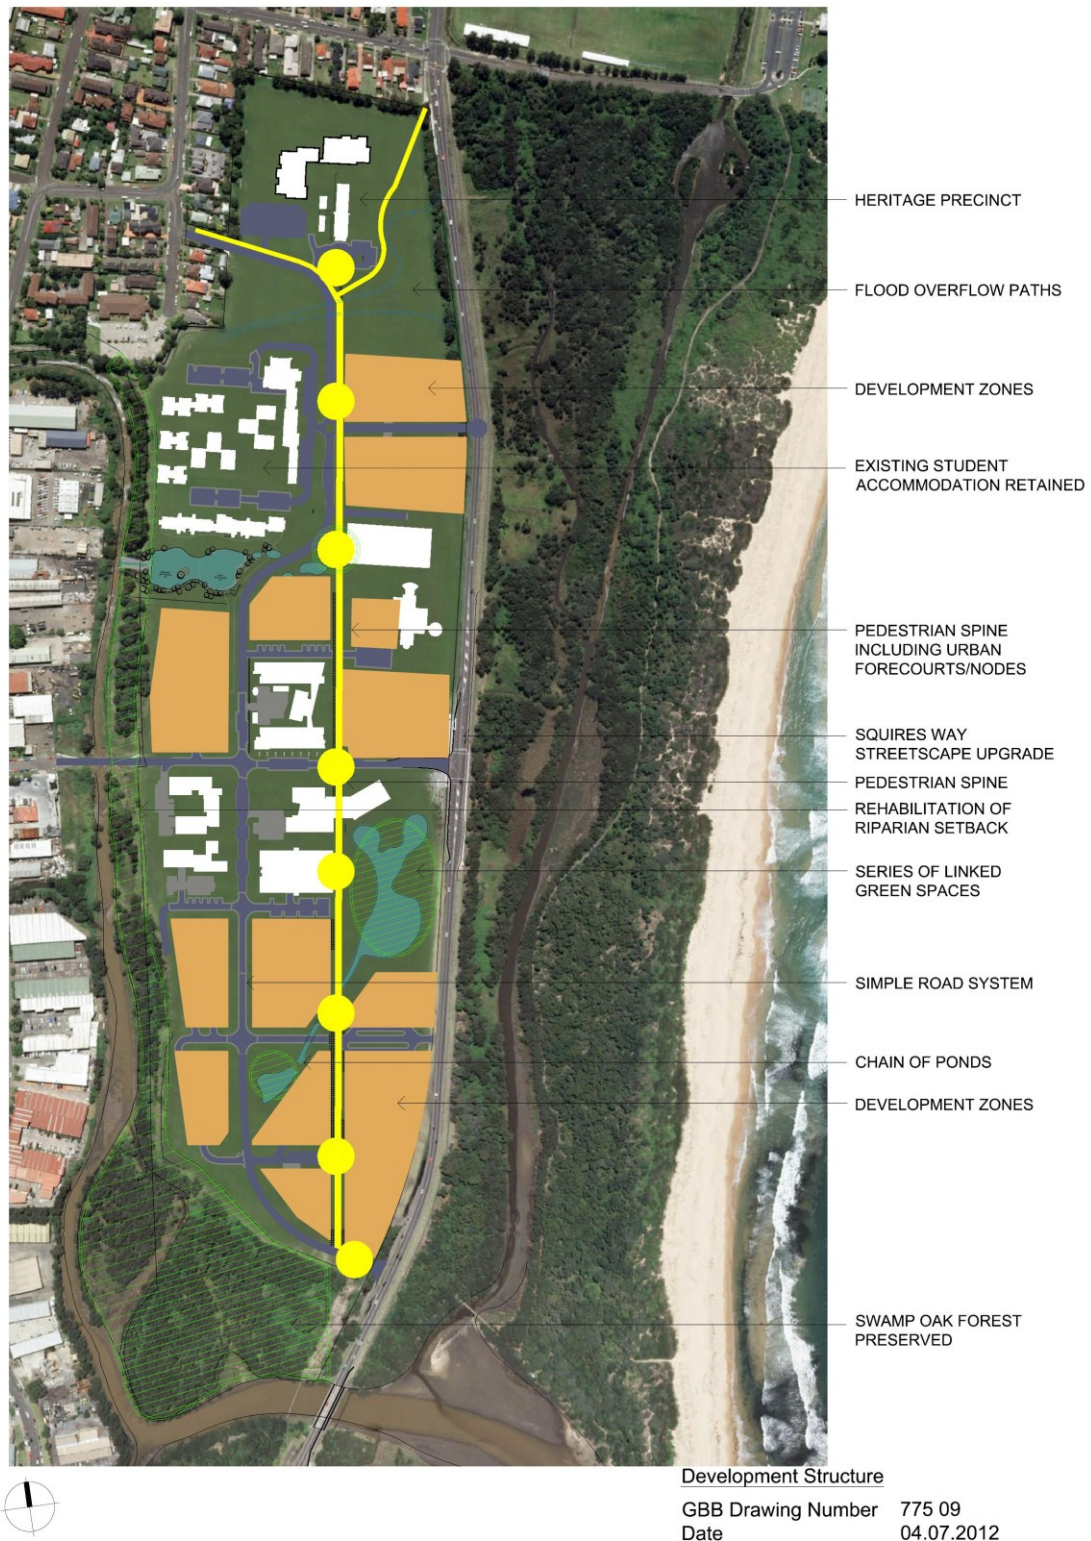 HERITAGE PRECINCT
FLOOD OVERFLOW PATHS
DEVELOPMENT ZONES
EXISTING STUDENT
ACCOMMODATION RETAINED
PEDESTRIAN SPINE
INCLUDING URBAN
FORECOURTS/NODES
SQUIRES WAY
STREETSCAPE UPGRADE
PEDESTRIAN SPINE
REHABILITATION OF
RIPARIAN SETBACK
SERIES OF LINKED
GREEN SPACES
SIMPLE ROAD SYSTEM
CHAIN OF PONDS
DEVELOPMENT ZONES
SWAMP OAK FOREST
PRESERVED
Development Structure
GBB Drawing Number 775 09
Date 04.07.2012